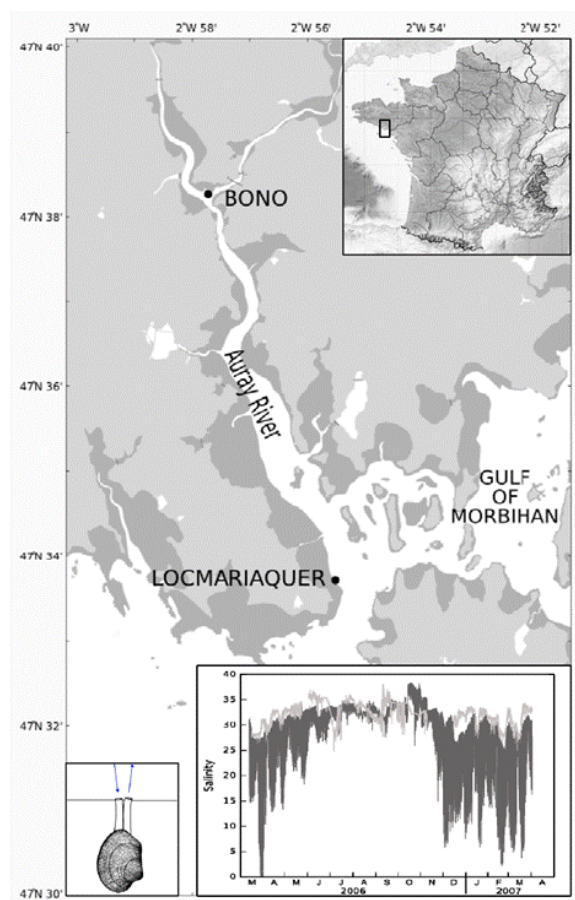 3°W 2°W 58' 2°W 56' 2°W 54' 2°W 52'
47N 40'
BONO
47N 38'
47N 36'
Auray River
GULF
OF
MORBIHAN
47N 34'
LOCMARIAQUER
47N 32'
47N 30'
40
35
30
25
20
15
10
5
0
Salinity
M A M J J A S O N D J F M A
2006 2007